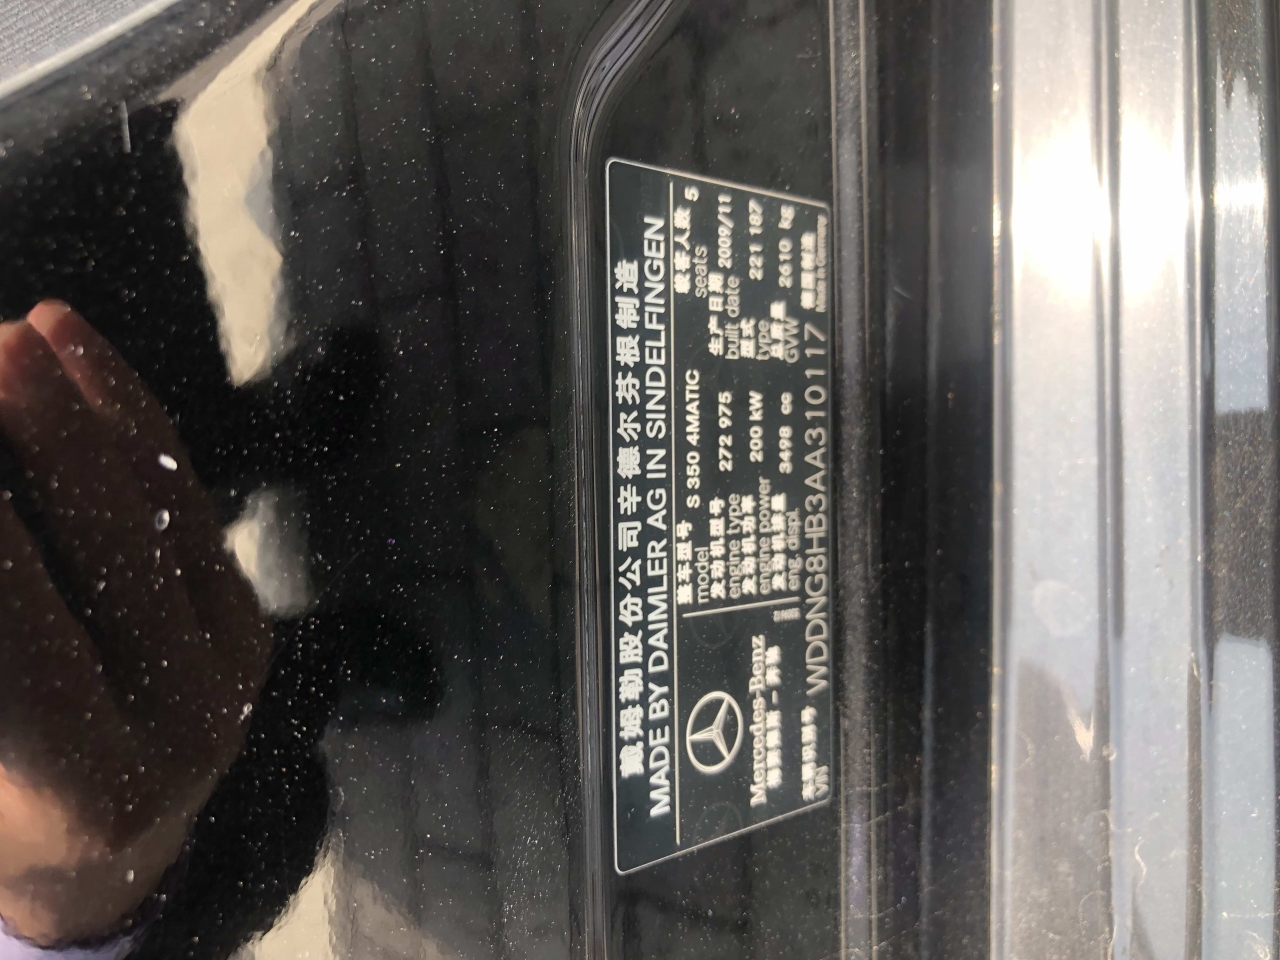 戴姆勒股份公司辛德尔芬根制造
MADE BY DAIMLER AG IN SINDELFINGEN
整车型号 S 350 4MATIC 载客人数 5
model seats
发动机型号 272 975 生产日期 2009/11
engine type built date
发动机功率 200 kW 型式 221 187
engine power type
发动机排量 3498 cc 总质量 2610 kg
eng. displ. GVW
Mercedes-Benz
梅赛德斯-奔驰
车辆识别号 WDDNG8HB3AA310117 德国制造
VIN Made in Germany